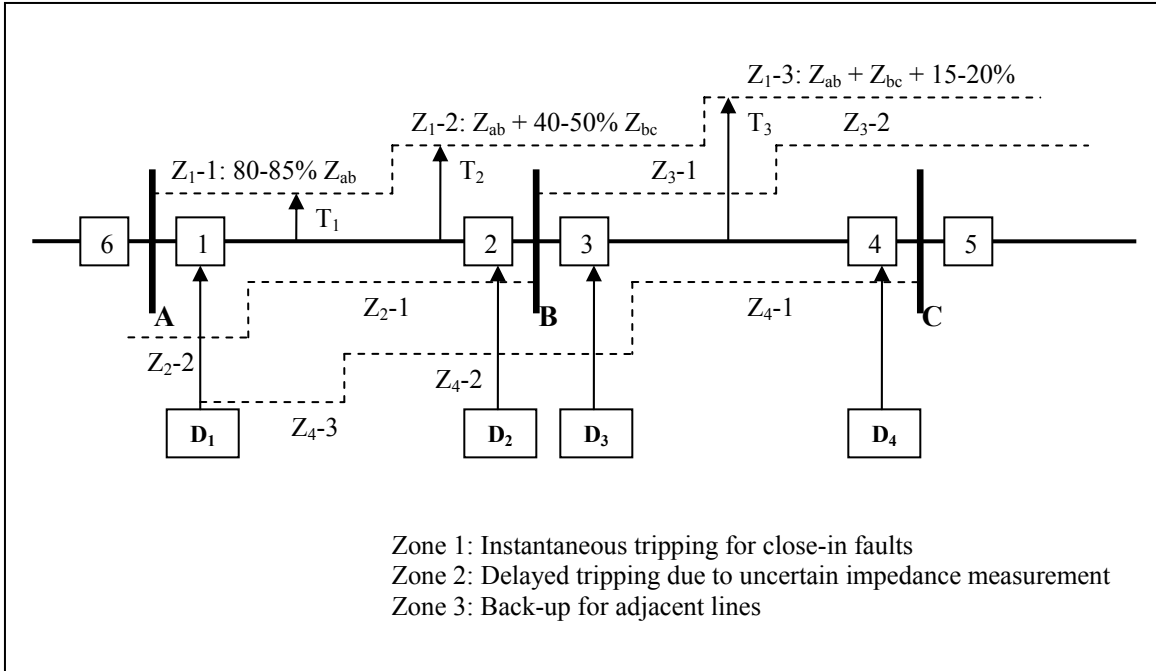 Z₁-3: Zab + Zbc + 15-20%
Z₁-2: Zab + 40-50% Zbc
T₃
Z₃-2
Z₁-1: 80-85% Zab
T₂
Z₃-1
T₁
6
1
2
3
4
5
A
Z₂-1
B
Z₄-1
C
Z₂-2
Z₄-2
Z₄-3
D₁
D₂
D₃
D₄
Zone 1: Instantaneous tripping for close-in faults
Zone 2: Delayed tripping due to uncertain impedance measurement
Zone 3: Back-up for adjacent lines